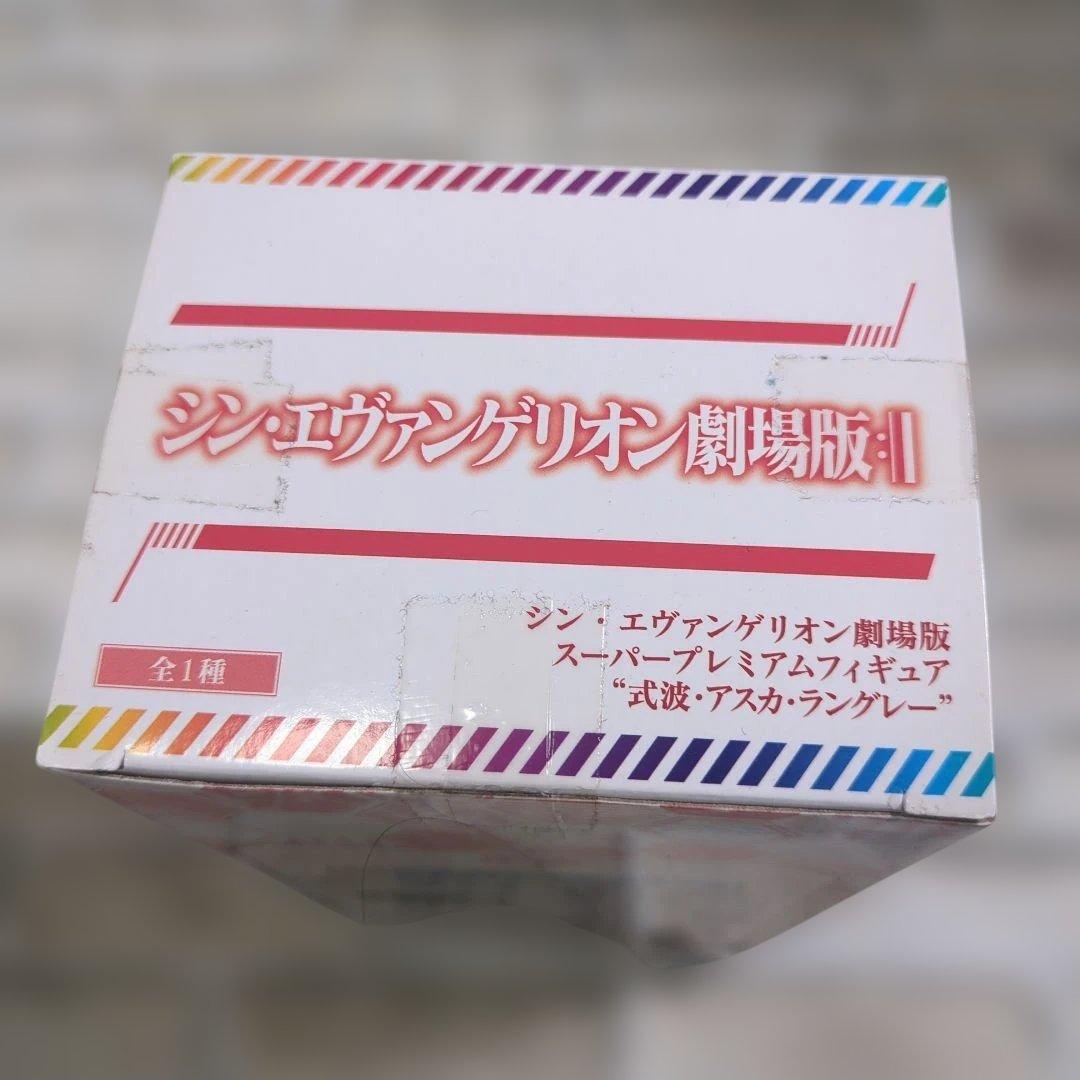 シン・エヴァンゲリオン劇場版:||
シン・エヴァンゲリオン劇場版
スーパープレミアムフィギュア
“式波・アスカ・ラングレー”
全1種